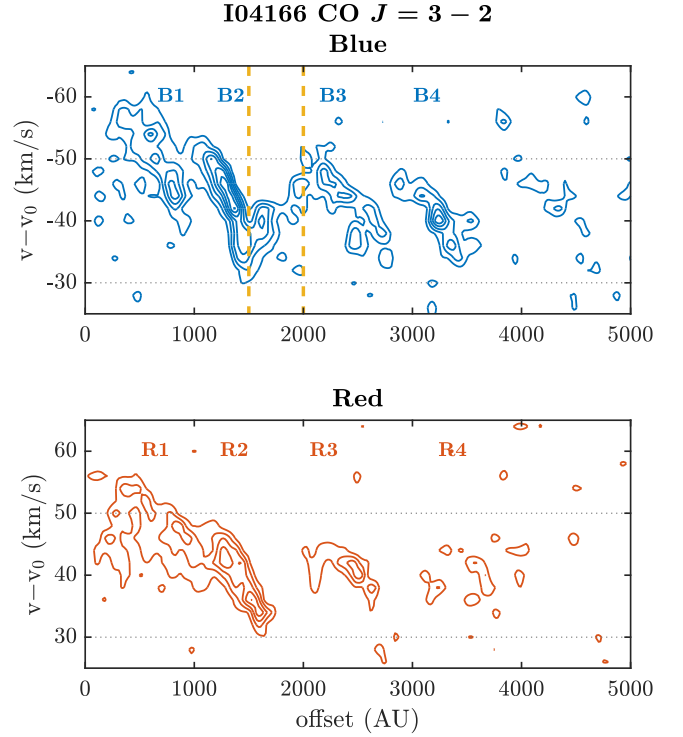 I04166 CO J = 3 − 2
Blue
B1 B2 B3 B4
-60
-50
-40
-30
v−v₀ (km/s)
0 1000 2000 3000 4000 5000
Red
R1 R2 R3 R4
60
50
40
30
v−v₀ (km/s)
0 1000 2000 3000 4000 5000
offset (AU)